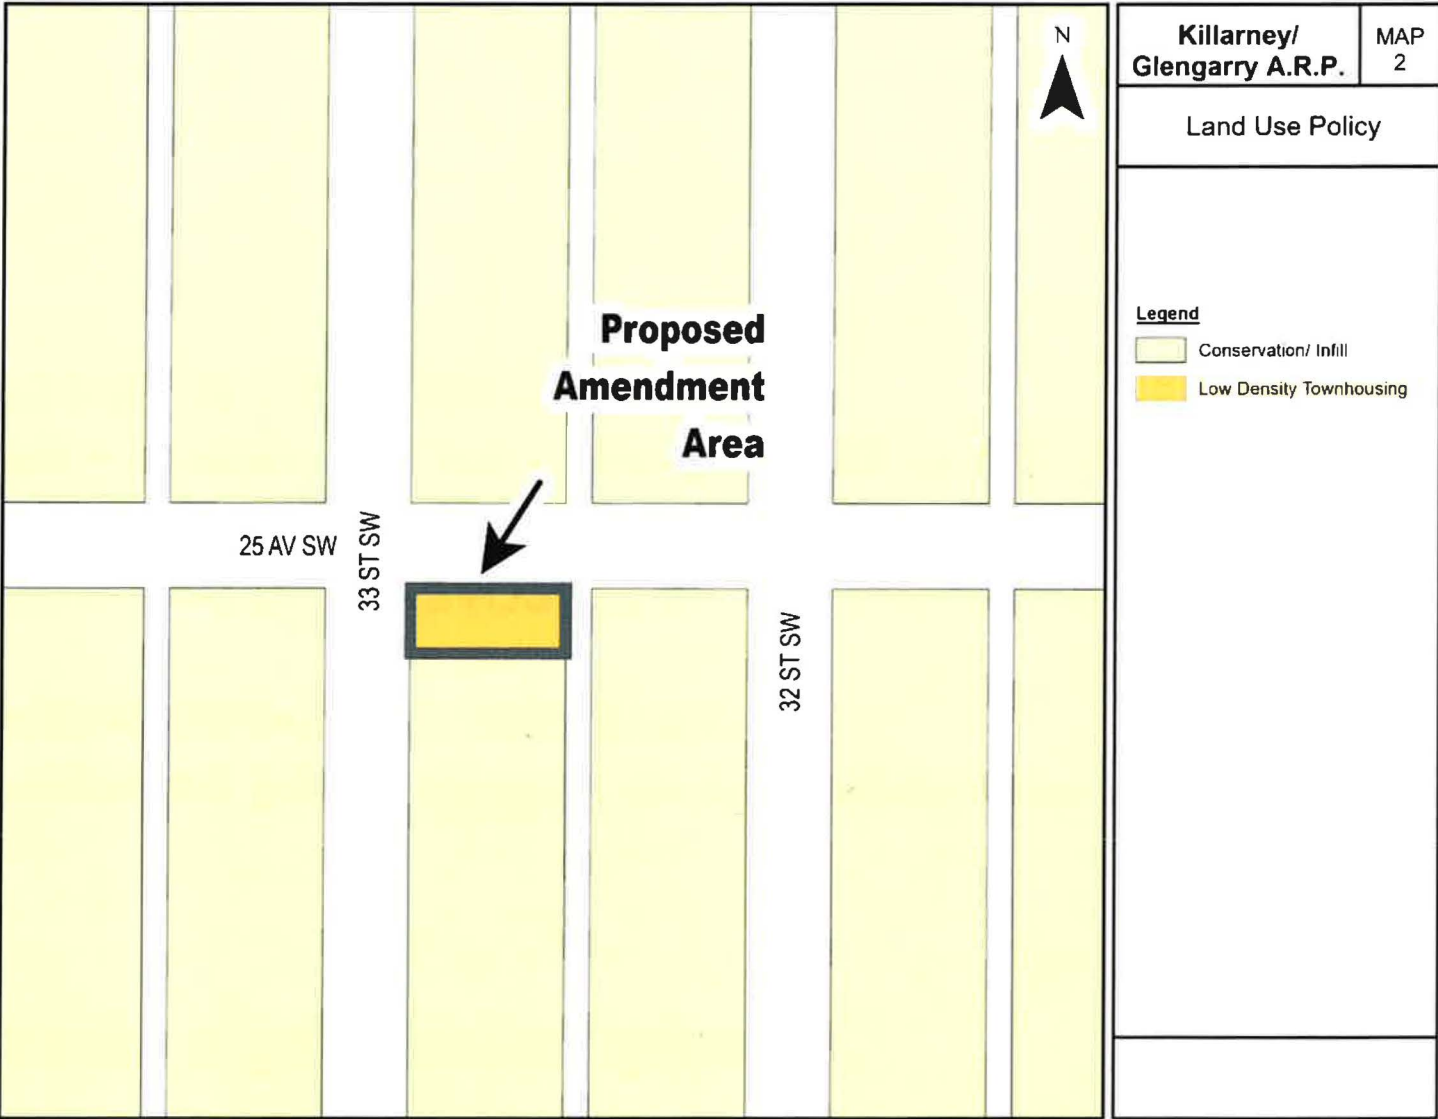 N
Proposed
Amendment
Area
25 AV SW
33 ST SW
32 ST SW
Killarney/
Glengarry A.R.P.
MAP
2
Land Use Policy
Legend
Conservation/ Infill
Low Density Townhousing